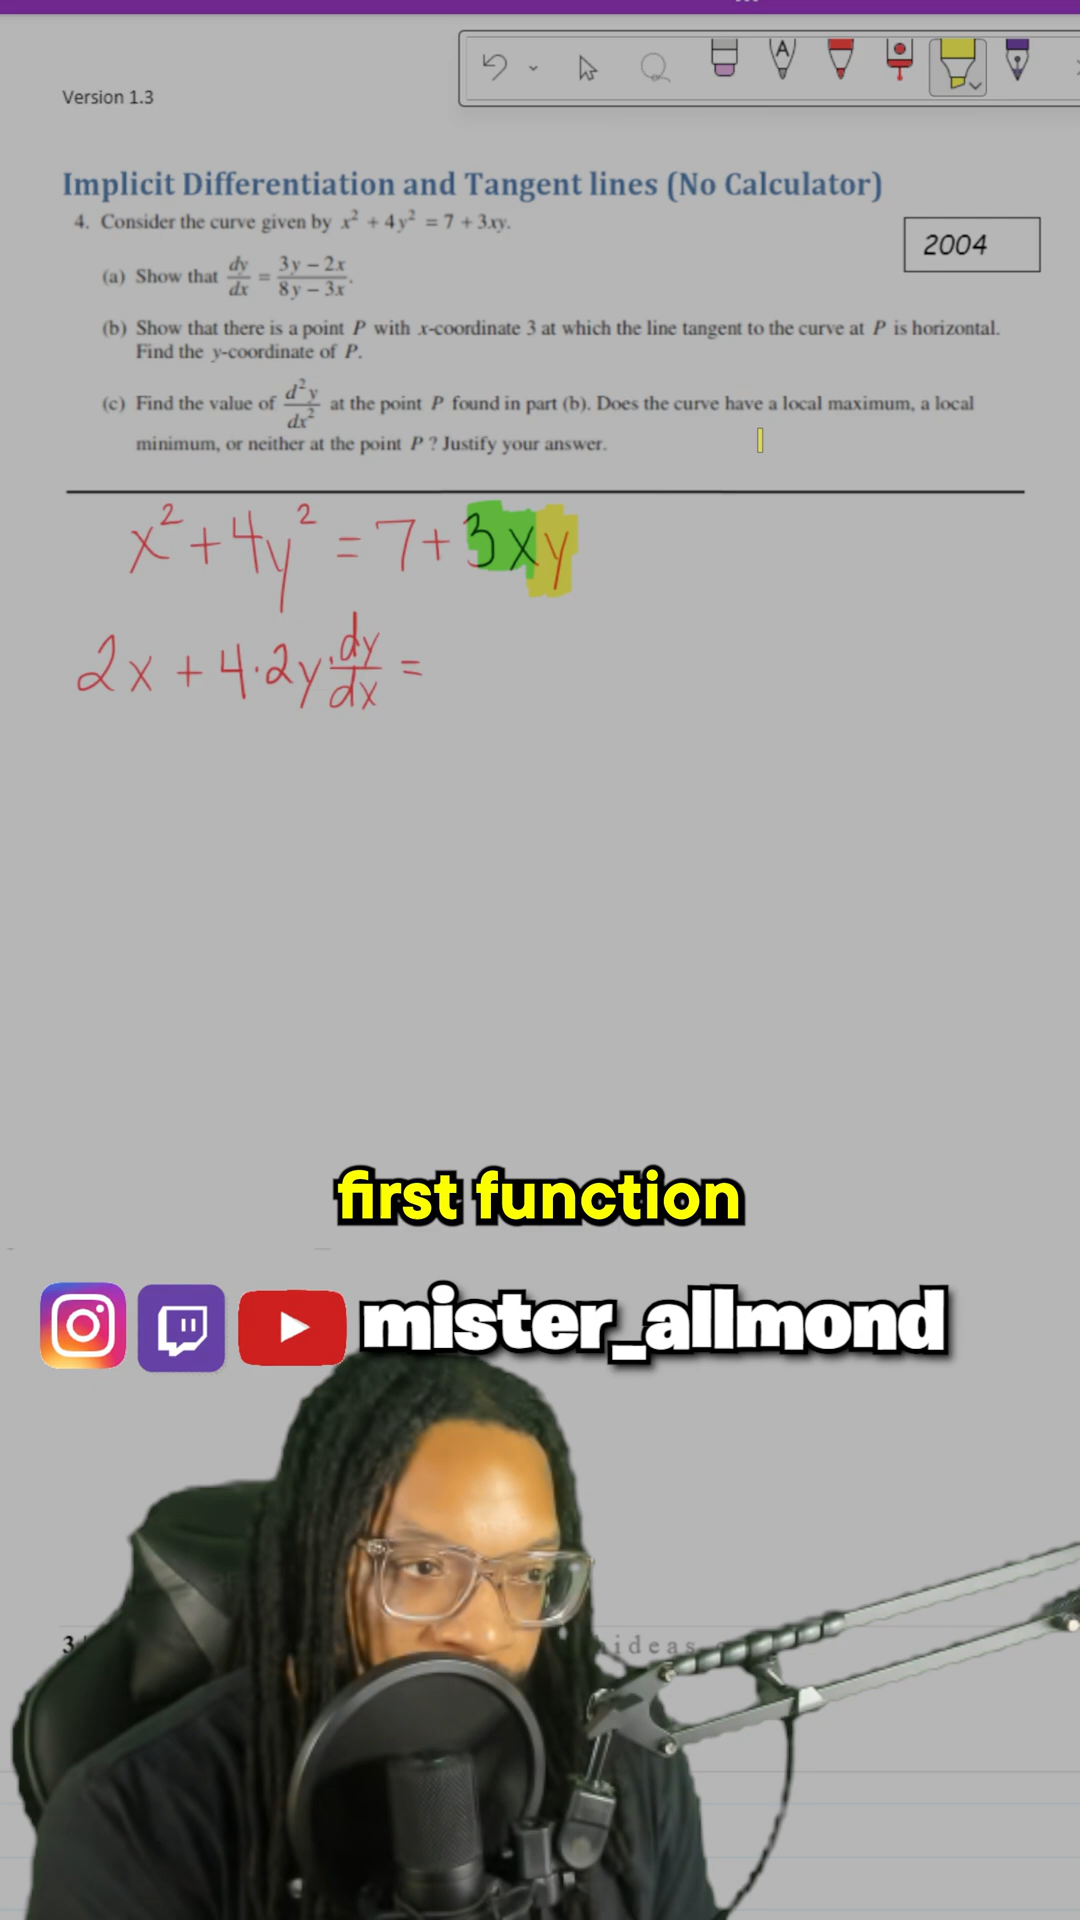 Version 1.3
Implicit Differentiation and Tangent lines (No Calculator)
4. Consider the curve given by x² + 4y² = 7 + 3xy.
2004
(a) Show that dy/dx = (3y – 2x)/(8y – 3x).
(b) Show that there is a point P with x-coordinate 3 at which the line tangent to the curve at P is horizontal.
Find the y-coordinate of P.
(c) Find the value of d²y/dx² at the point P found in part (b). Does the curve have a local maximum, a local
minimum, or neither at the point P ? Justify your answer.
x² + 4y² = 7 + 3xy
2x + 4·2y·dy/dx =
first function
mister_allmond
3
ideas